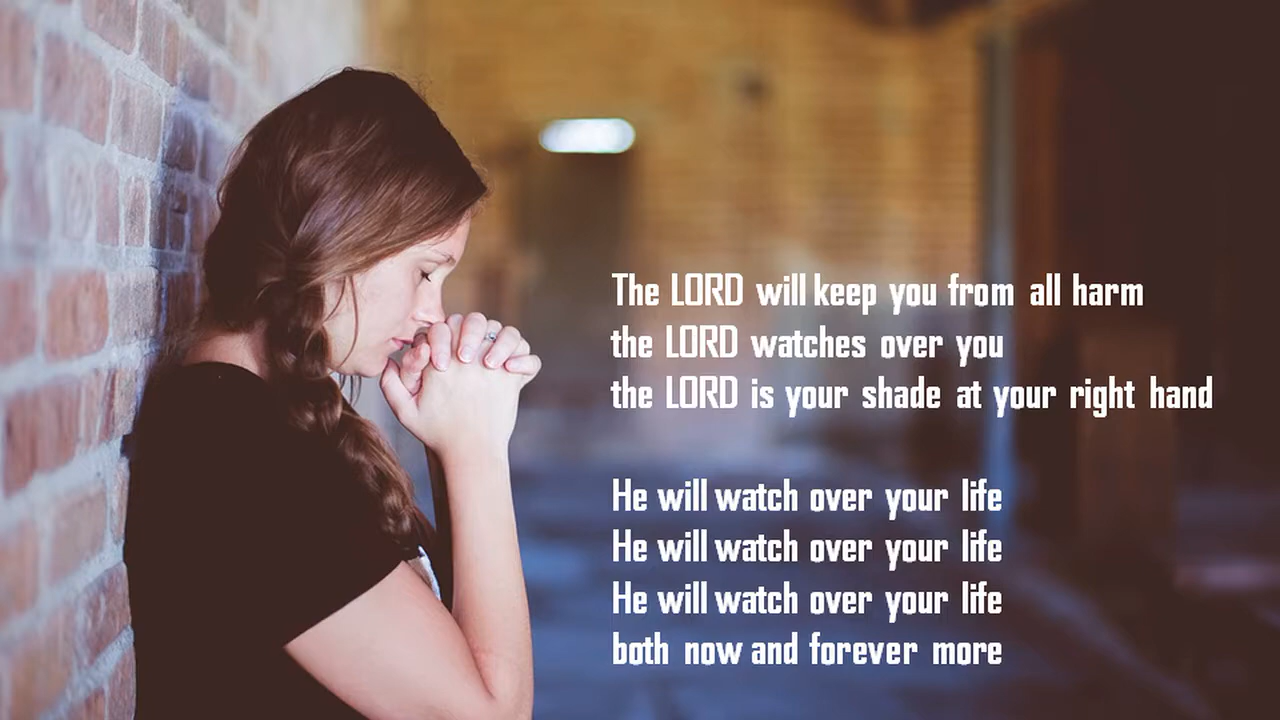 The LORD will keep you from all harm
the LORD watches over you
the LORD is your shade at your right hand
He will watch over your life
He will watch over your life
He will watch over your life
both now and forever more